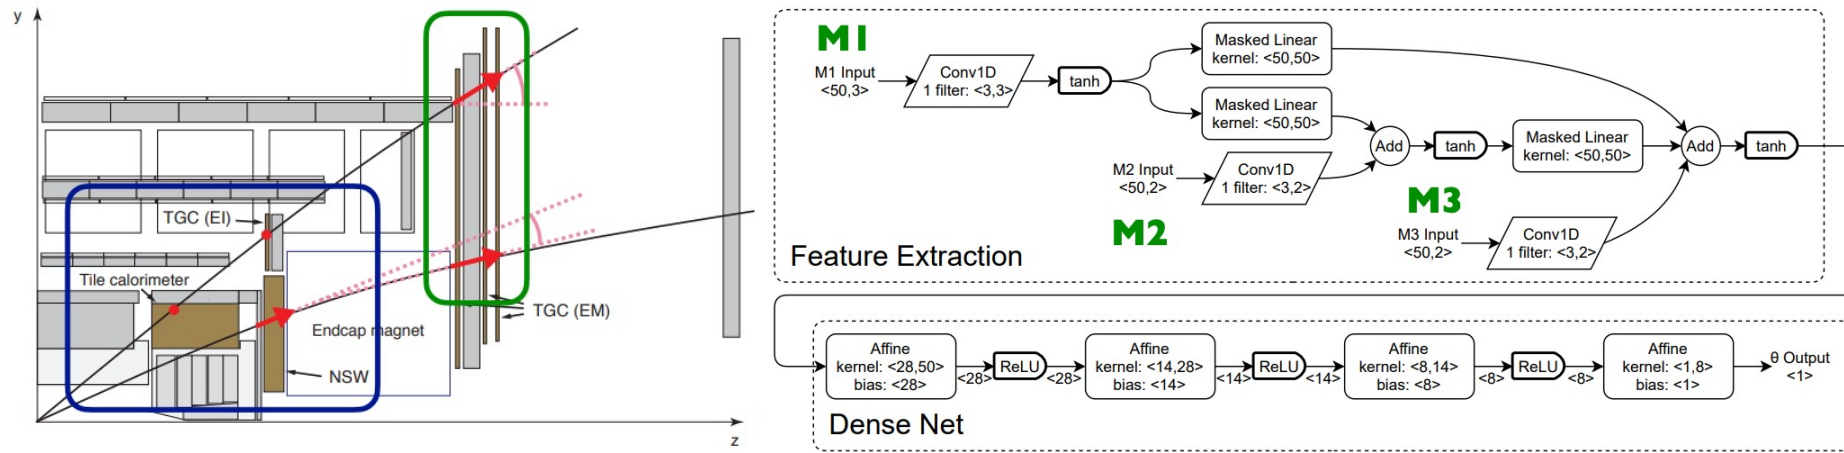 y
TGC (EI)
Tile calorimeter
Endcap magnet
NSW
TGC (EM)
z
M1
M1 Input
<50,3>
Conv1D
1 filter: <3,3>
tanh
Masked Linear
kernel: <50,50>
Masked Linear
kernel: <50,50>
M2 Input
<50,2>
Conv1D
1 filter: <3,2>
M2
Add
tanh
Masked Linear
kernel: <50,50>
M3
M3 Input
<50,2>
Conv1D
1 filter: <3,2>
Add
tanh
Feature Extraction
Affine
kernel: <28,50>
bias: <28>
<28>
ReLU
<28>
Affine
kernel: <14,28>
bias: <14>
<14>
ReLU
<14>
Affine
kernel: <8,14>
bias: <8>
<8>
ReLU
<8>
Affine
kernel: <1,8>
bias: <1>
θ Output
<1>
Dense Net